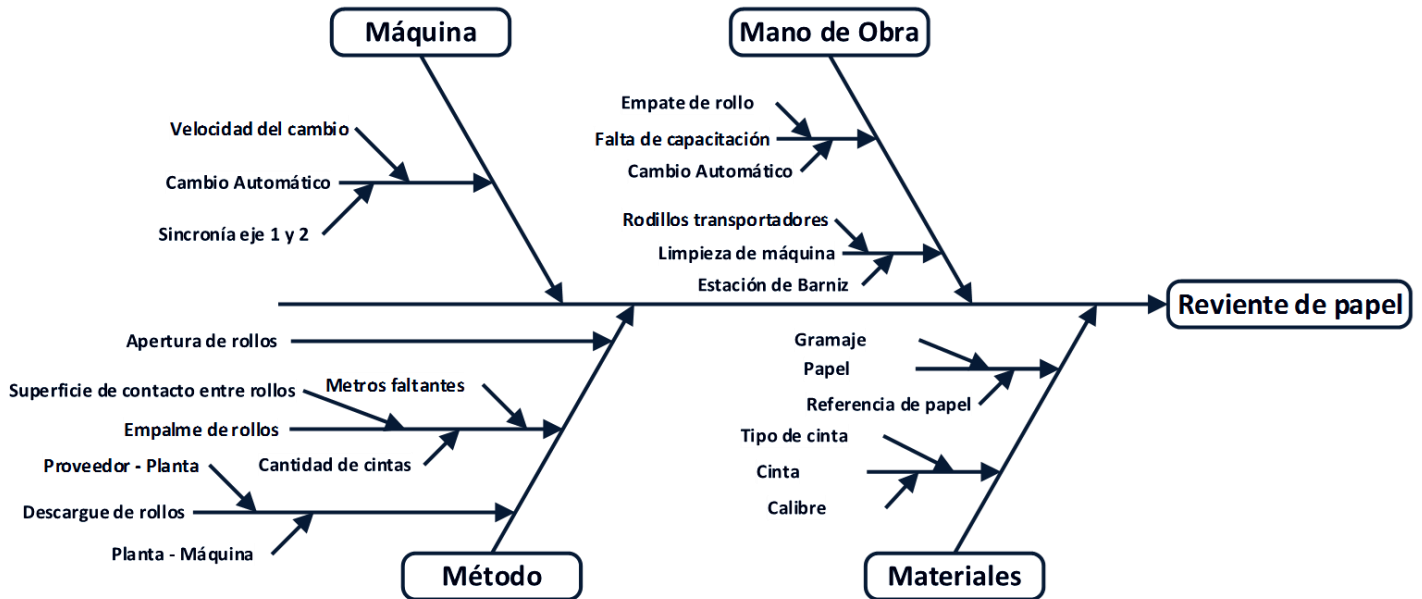 Máquina
Mano de Obra
Velocidad del cambio
Cambio Automático
Sincronía eje 1 y 2
Empate de rollo
Falta de capacitación
Cambio Automático
Rodillos transportadores
Limpieza de máquina
Estación de Barniz
Reviente de papel
Apertura de rollos
Superficie de contacto entre rollos
Metros faltantes
Empalme de rollos
Cantidad de cintas
Proveedor - Planta
Descargue de rollos
Planta - Máquina
Gramaje
Papel
Referencia de papel
Tipo de cinta
Cinta
Calibre
Método
Materiales